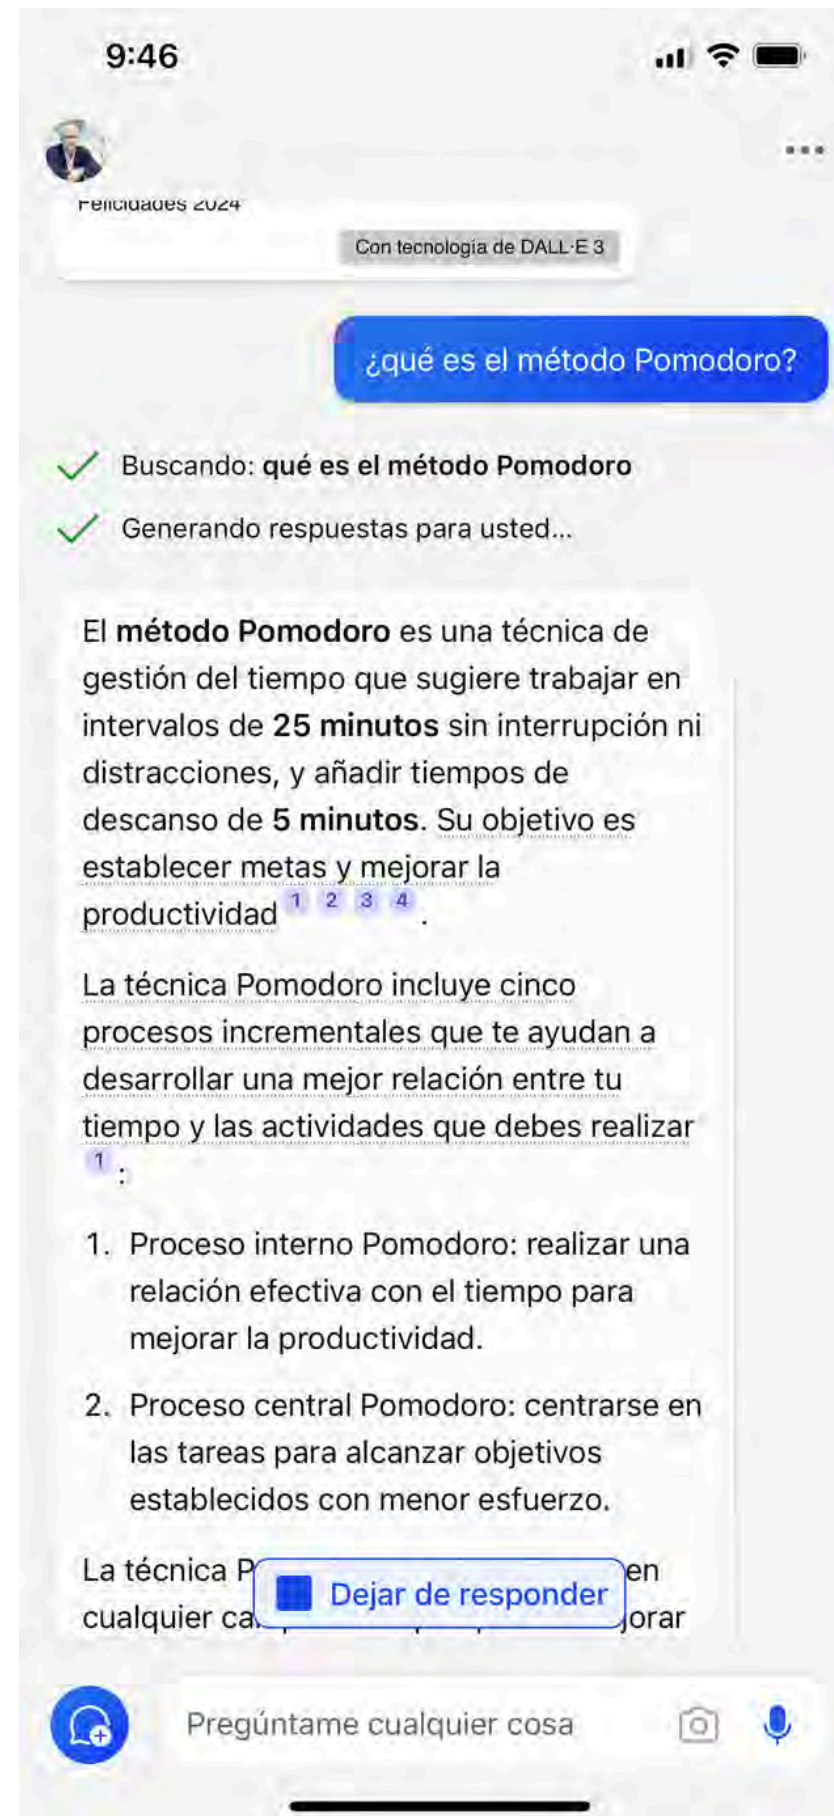 9:46
Felicidades 2024
Con tecnología de DALL·E 3
¿qué es el método Pomodoro?
Buscando: qué es el método Pomodoro
Generando respuestas para usted...
El método Pomodoro es una técnica de
gestión del tiempo que sugiere trabajar en
intervalos de 25 minutos sin interrupción ni
distracciones, y añadir tiempos de
descanso de 5 minutos. Su objetivo es
establecer metas y mejorar la
productividad 1 2 3 4 .
La técnica Pomodoro incluye cinco
procesos incrementales que te ayudan a
desarrollar una mejor relación entre tu
tiempo y las actividades que debes realizar
1 :
1. Proceso interno Pomodoro: realizar una
relación efectiva con el tiempo para
mejorar la productividad.
2. Proceso central Pomodoro: centrarse en
las tareas para alcanzar objetivos
establecidos con menor esfuerzo.
La técnica P en
Dejar de responder
cualquier ca jorar
Pregúntame cualquier cosa